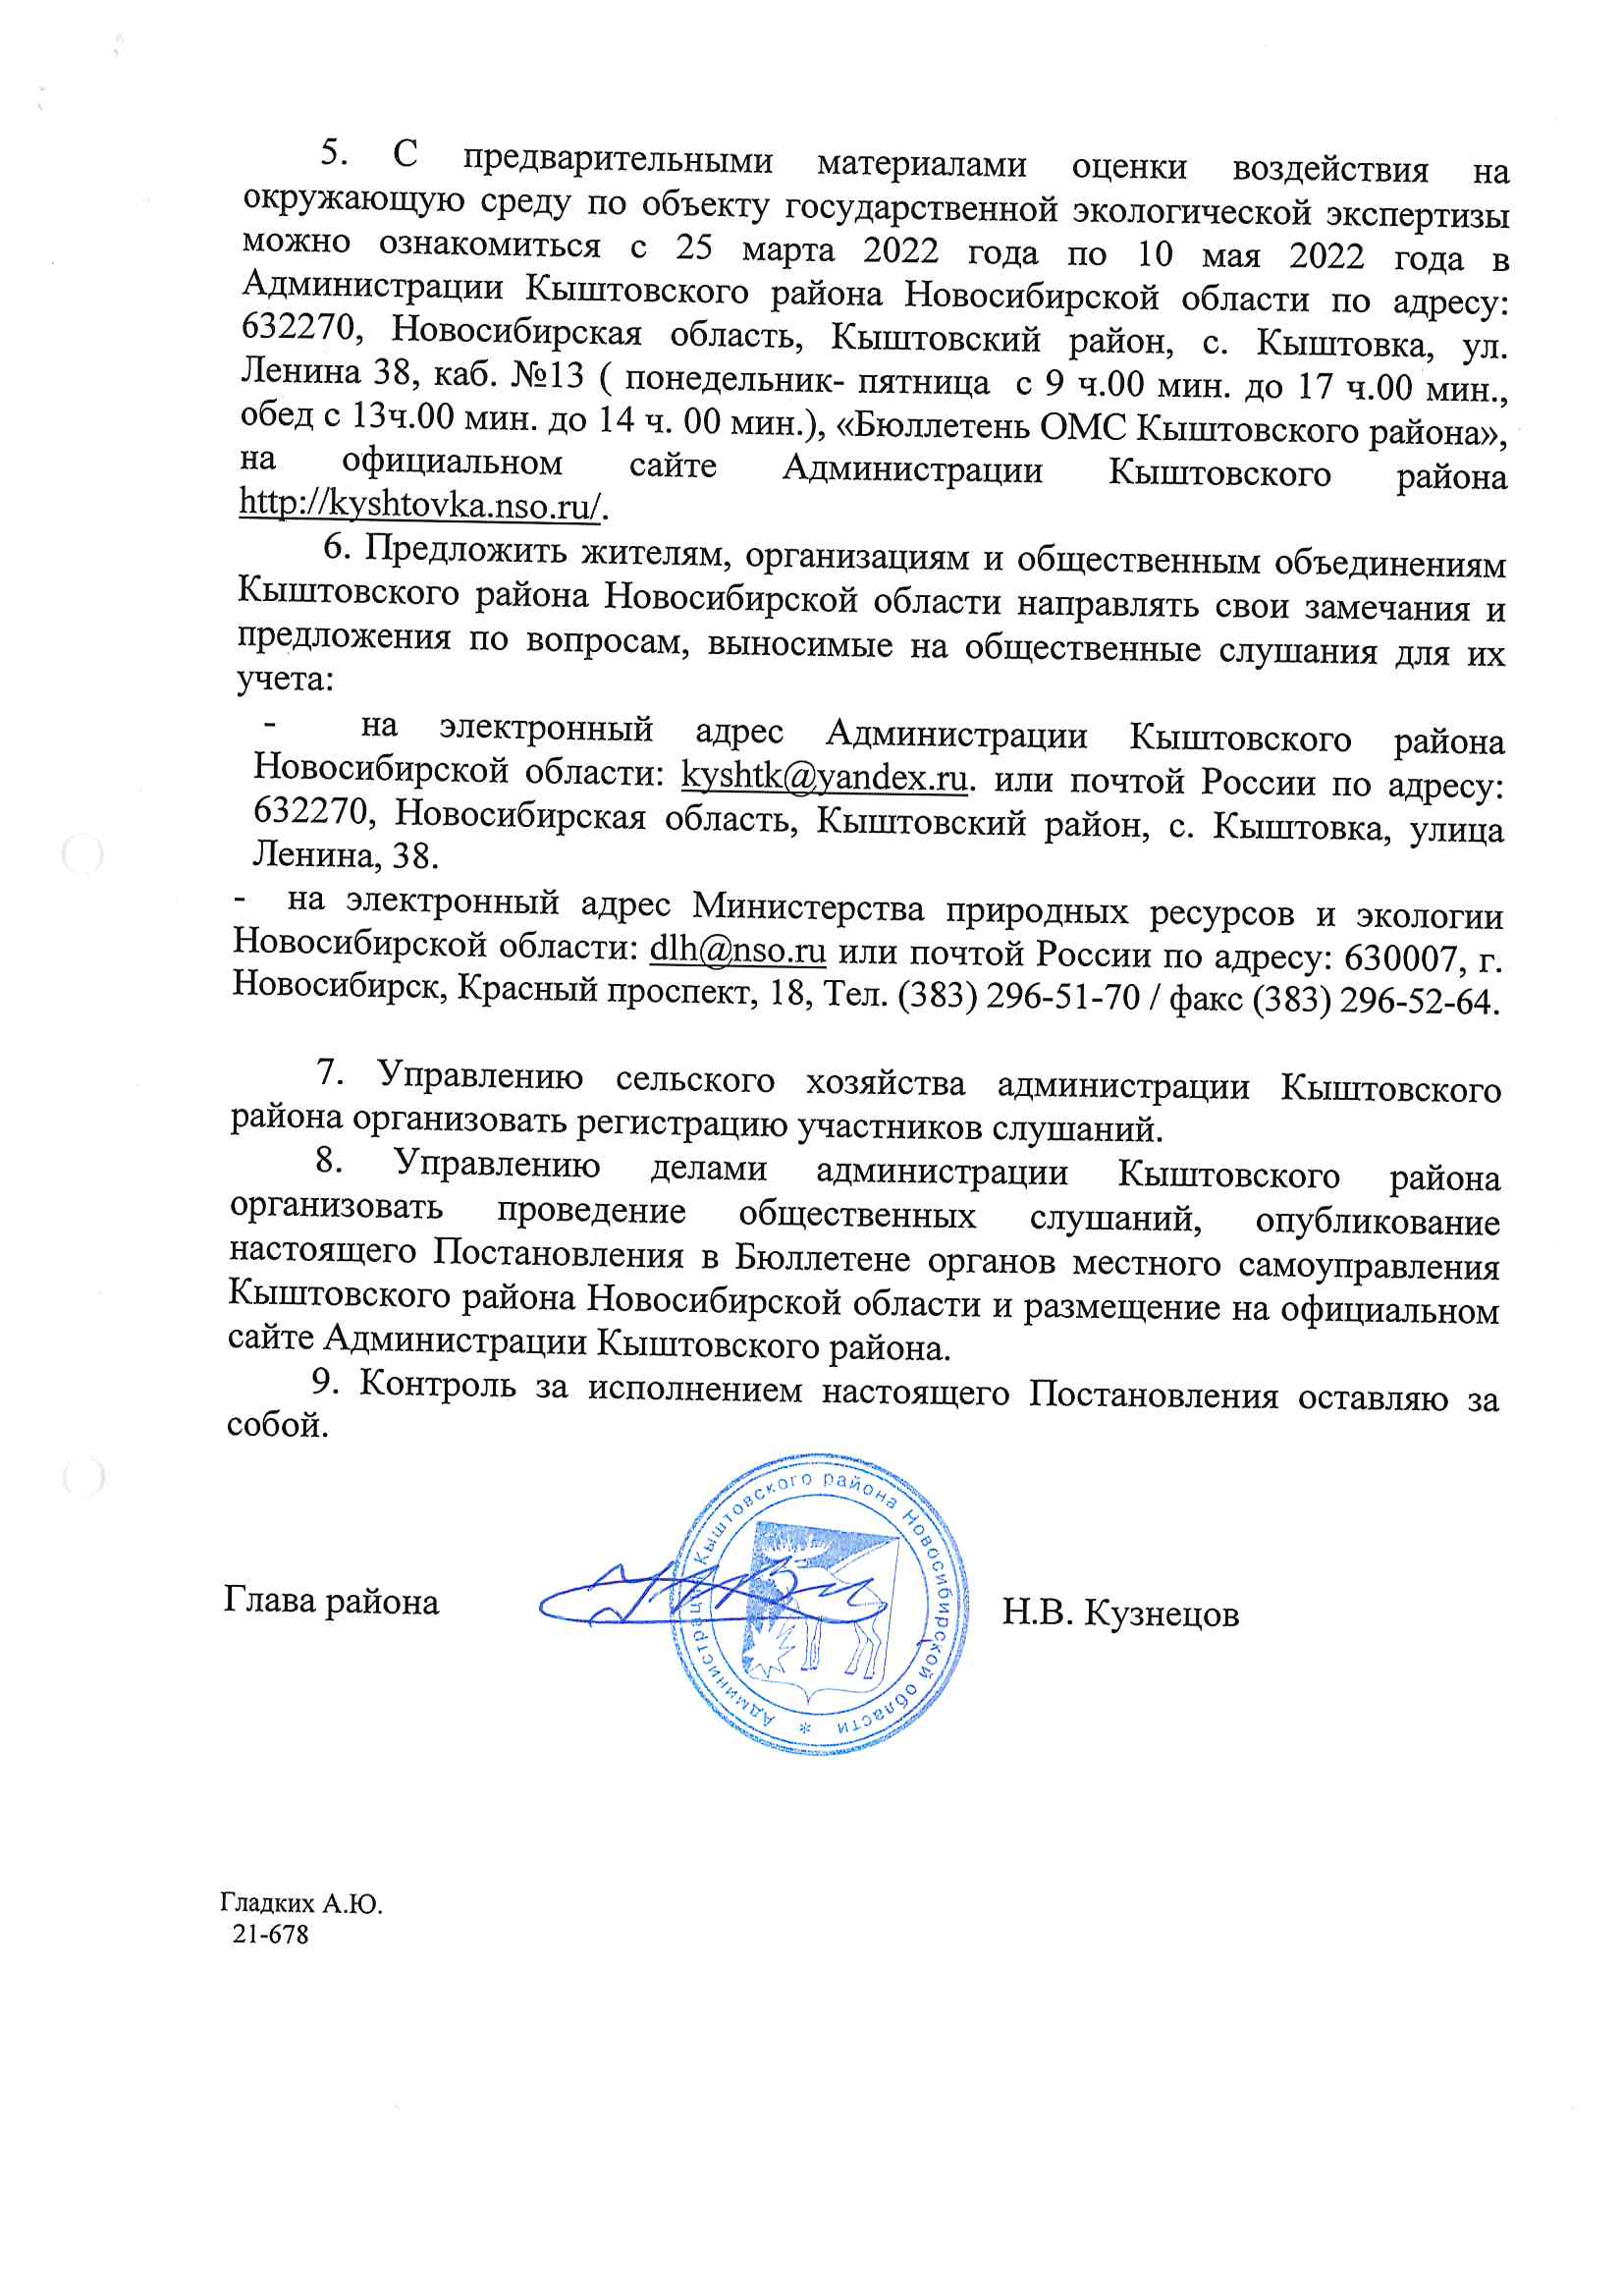 5. С предварительными материалами оценки воздействия на
окружающую среду по объекту государственной экологической экспертизы
можно ознакомиться с 25 марта 2022 года по 10 мая 2022 года в
Администрации Кыштовского района Новосибирской области по адресу:
632270, Новосибирская область, Кыштовский район, с. Кыштовка, ул.
Ленина 38, каб. №13 ( понедельник- пятница с 9 ч.00 мин. до 17 ч.00 мин.,
обед с 13ч.00 мин. до 14 ч. 00 мин.), «Бюллетень ОМС Кыштовского района»,
на официальном сайте Администрации Кыштовского района
http://kyshtovka.nso.ru/.
6. Предложить жителям, организациям и общественным объединениям
Кыштовского района Новосибирской области направлять свои замечания и
предложения по вопросам, выносимые на общественные слушания для их
учета:
- на электронный адрес Администрации Кыштовского района
Новосибирской области: kyshtk@yandex.ru. или почтой России по адресу:
632270, Новосибирская область, Кыштовский район, с. Кыштовка, улица
Ленина, 38.
- на электронный адрес Министерства природных ресурсов и экологии
Новосибирской области: dlh@nso.ru или почтой России по адресу: 630007, г.
Новосибирск, Красный проспект, 18, Тел. (383) 296-51-70 / факс (383) 296-52-64.
7. Управлению сельского хозяйства администрации Кыштовского
района организовать регистрацию участников слушаний.
8. Управлению делами администрации Кыштовского района
организовать проведение общественных слушаний, опубликование
настоящего Постановления в Бюллетене органов местного самоуправления
Кыштовского района Новосибирской области и размещение на официальном
сайте Администрации Кыштовского района.
9. Контроль за исполнением настоящего Постановления оставляю за
собой.
Администрация Кыштовского района Новосибирской области *
Глава района
Н.В. Кузнецов
Гладких А.Ю.
21-678